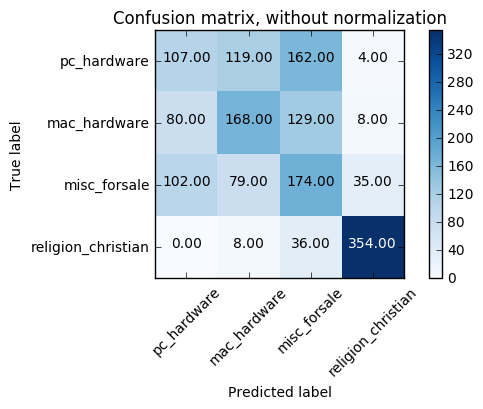 Confusion matrix, without normalization
True label
pc_hardware 107.00 119.00 162.00 4.00
mac_hardware 80.00 168.00 129.00 8.00
misc_forsale 102.00 79.00 174.00 35.00
religion_christian 0.00 8.00 36.00 354.00
pc_hardware mac_hardware misc_forsale religion_christian
Predicted label
320
280
240
200
160
120
80
40
0